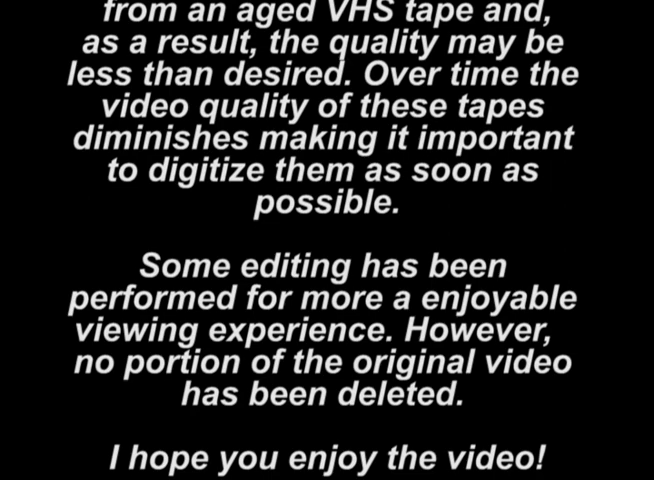 from an aged VHS tape and,
as a result, the quality may be
less than desired. Over time the
video quality of these tapes
diminishes making it important
to digitize them as soon as
possible.
Some editing has been
performed for more a enjoyable
viewing experience. However,
no portion of the original video
has been deleted.
I hope you enjoy the video!